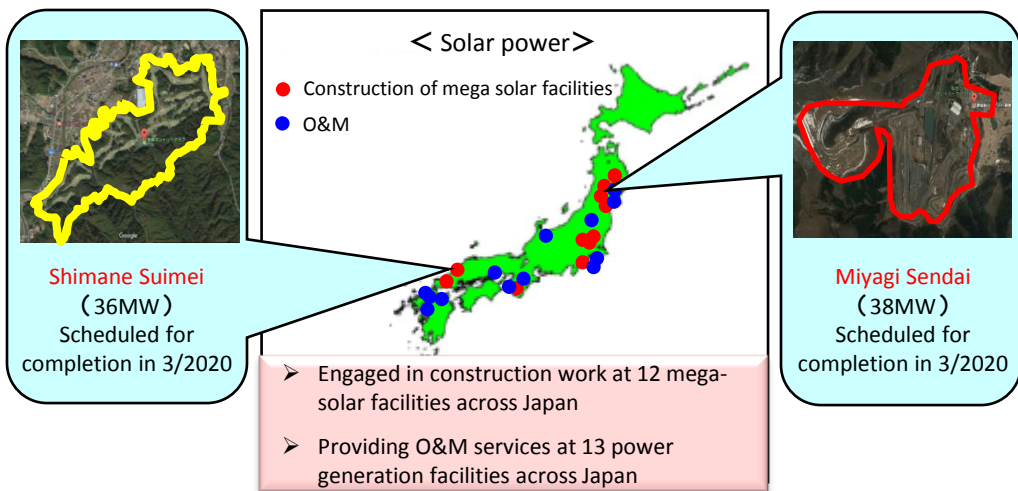 < Solar power>
Construction of mega solar facilities
O&M
Shimane Suimei
(36MW)
Scheduled for
completion in 3/2020
Google
Miyagi Sendai
(38MW)
Scheduled for
completion in 3/2020
➢ Engaged in construction work at 12 mega-
solar facilities across Japan
➢ Providing O&M services at 13 power
generation facilities across Japan